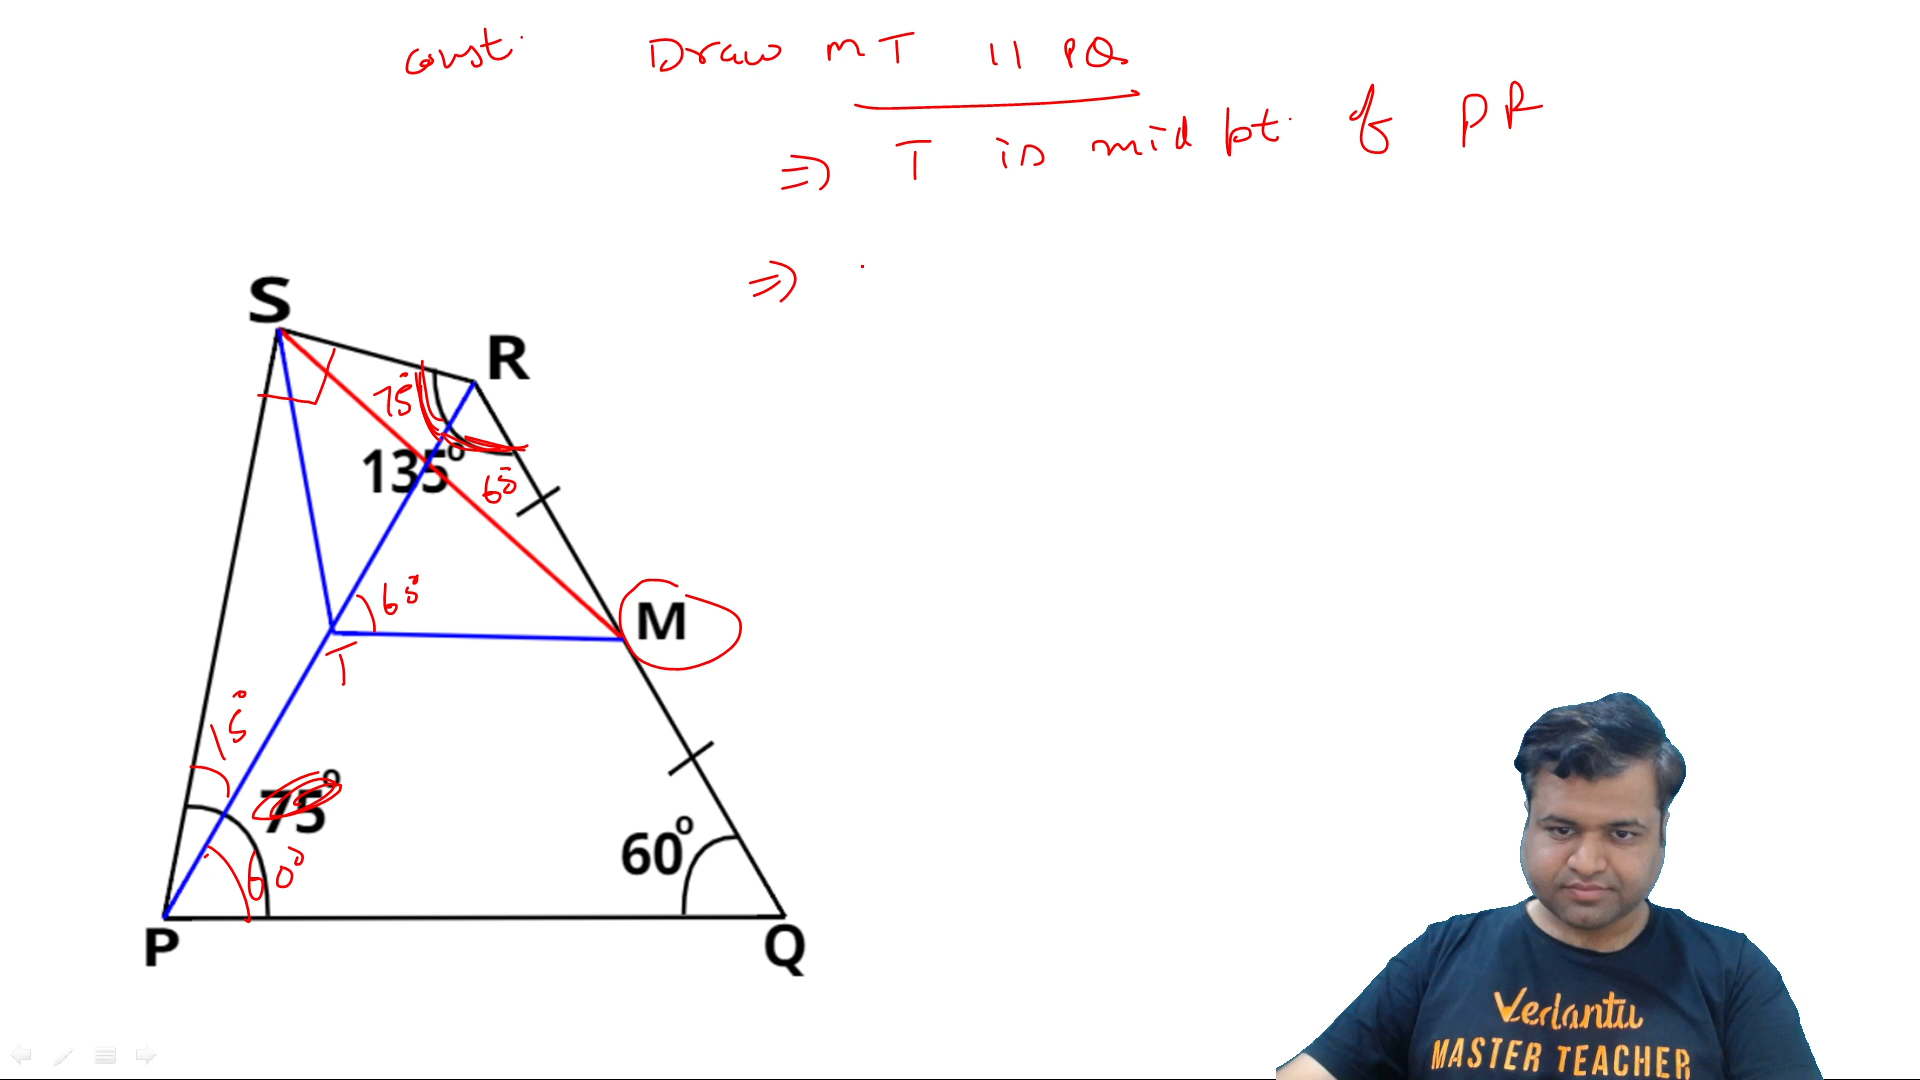 const. Draw MT || PQ
⇒ T is mid pt. of PR
⇒
S
R
75°
135°
60°
60°
M
T
15°
75°
60°
60°
P
Q
Vedantu
MASTER TEACHER